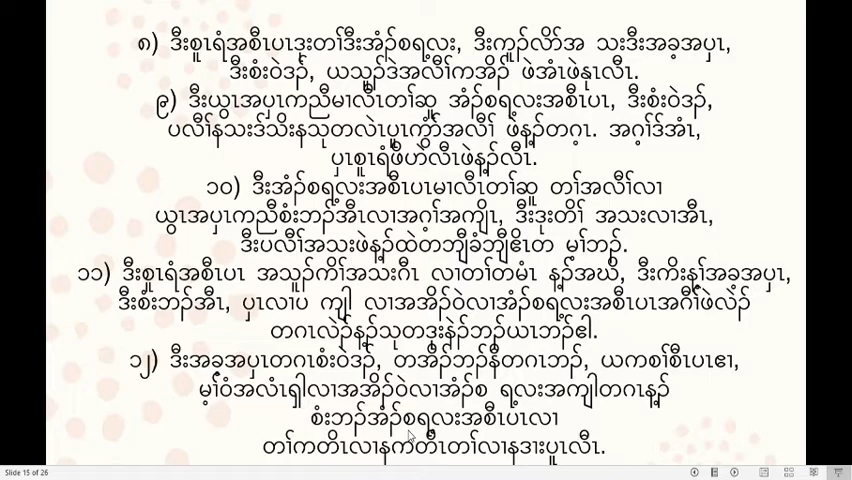 ၈) ဒီးစူၤရံအစီၤပၤဒုးတၢ်ဒီးအံၣ်စရ့လး, ဒီးကူၣ်လိာ်အ သးဒီးအခ့အပှၤ,
ဒီးစံးဝဲဒၣ်, ယသူၣ်ဒဲအလီၢ်ကအိၣ် ဖဲအံၤဖဲနုၤလီၤ.
၉) ဒီးယွၤအပှၤကညီမၢလီၤတၢ်ဆူ အံၣ်စရ့လးအစီၤပၤ, ဒီးစံးဝဲဒၣ်,
ပလီၢ်နသးဒ်သိးနသုတလဲၤပူၤကွံာ်အလီၢ် ဖဲန့ၣ်တဂ့ၤ. အဂ့ၢ်ဒ်အံၤ,
ပှၤစူၤရံဖိဟဲလီၤဖဲန့ၣ်လီၤ.
၁၀) ဒီးအံၣ်စရ့လးအစီၤပၤမၢလီၤတၢ်ဆူ တၢ်အလီၢ်လၢ
ယွၤအပှၤကညီစံးဘၣ်အီၤလၢအဂ့ၢ်အကျိၤ, ဒီးဒုးတိၢ် အသးလၢအီၤ,
ဒီးပလီၢ်အသးဖဲန့ၣ်ထဲတဘျီခံဘျီဧိၤတ မ့ၢ်ဘၣ်.
၁၁) ဒီးစူၤရံအစီၤပၤ အသူၣ်ကိၢ်အသးဂီၤ လၢတၢ်တမံၤ န့ၣ်အဃိ, ဒီးကိးန့ၢ်အခ့အပှၤ,
ဒီးစံးဘၣ်အီၤ, ပှၤလၢပ ကျါ လၢအအိၣ်ဝဲလၢအံၣ်စရ့လးအစီၤပၤအဂီၢ်ဖဲလဲၣ်
တဂၤလဲၣ်န့ၣ်သုတဒုးနဲၣ်ဘၣ်ယၤဘၣ်ဧါ.
၁၂) ဒီးအခ့အပှၤတဂၤစံးဝဲဒၣ်, တအိၣ်ဘၣ်နီတဂၤဘၣ်, ယကစၢ်စီၤပၤဧၢ,
မ့ၢ်ဝံအလံၤရှါလၢအအိၣ်ဝဲလၢအံၣ်စ ရ့လးအကျါတဂၤန့ၣ်
စံးဘၣ်အံၣ်စရ့လးအစီၤပၤလၢ
တၢ်ကတိၤလၢနကတိၤတၢ်လၢနဒၢးပူၤလီၤ.
Slide 15 of 26